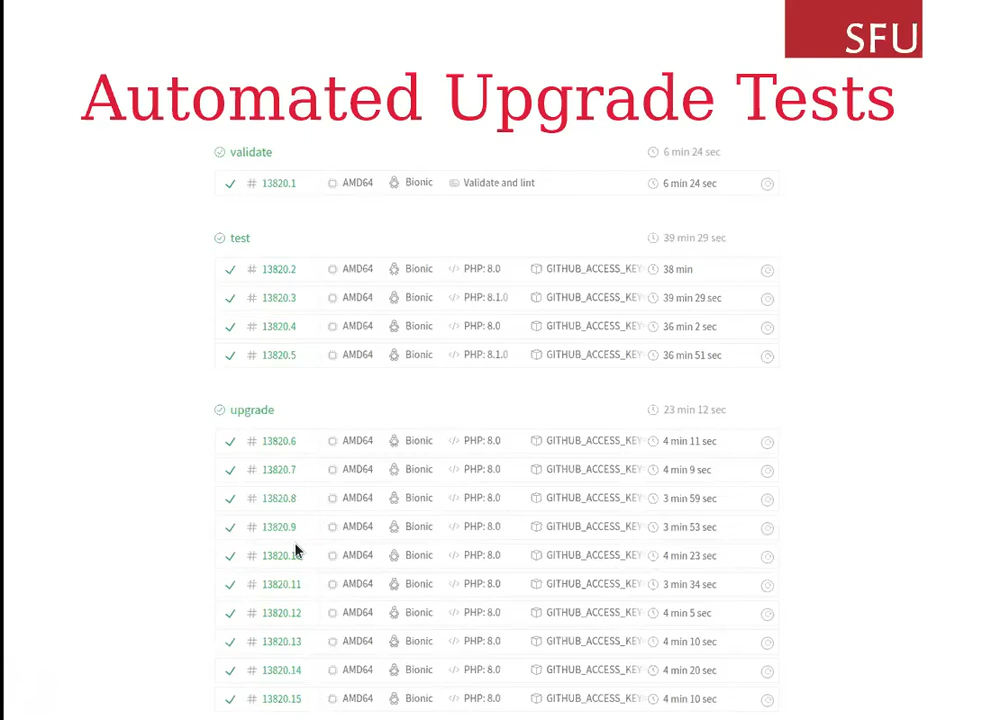 SFU
Automated Upgrade Tests
validate 6 min 24 sec
# 13820.1 AMD64 Bionic Validate and lint 6 min 24 sec
test 39 min 29 sec
# 13820.2 AMD64 Bionic </> PHP: 8.0 GITHUB_ACCESS_KEY 38 min
# 13820.3 AMD64 Bionic </> PHP: 8.1.0 GITHUB_ACCESS_KEY 39 min 29 sec
# 13820.4 AMD64 Bionic </> PHP: 8.0 GITHUB_ACCESS_KEY 36 min 2 sec
# 13820.5 AMD64 Bionic </> PHP: 8.1.0 GITHUB_ACCESS_KEY 36 min 51 sec
upgrade 23 min 12 sec
# 13820.6 AMD64 Bionic </> PHP: 8.0 GITHUB_ACCESS_KEY 4 min 11 sec
# 13820.7 AMD64 Bionic </> PHP: 8.0 GITHUB_ACCESS_KEY 4 min 9 sec
# 13820.8 AMD64 Bionic </> PHP: 8.0 GITHUB_ACCESS_KEY 3 min 59 sec
# 13820.9 AMD64 Bionic </> PHP: 8.0 GITHUB_ACCESS_KEY 3 min 53 sec
# 13820.10 AMD64 Bionic </> PHP: 8.0 GITHUB_ACCESS_KEY 4 min 23 sec
# 13820.11 AMD64 Bionic </> PHP: 8.0 GITHUB_ACCESS_KEY 3 min 34 sec
# 13820.12 AMD64 Bionic </> PHP: 8.0 GITHUB_ACCESS_KEY 4 min 5 sec
# 13820.13 AMD64 Bionic </> PHP: 8.0 GITHUB_ACCESS_KEY 4 min 10 sec
# 13820.14 AMD64 Bionic </> PHP: 8.0 GITHUB_ACCESS_KEY 4 min 20 sec
# 13820.15 AMD64 Bionic </> PHP: 8.0 GITHUB_ACCESS_KEY 4 min 10 sec